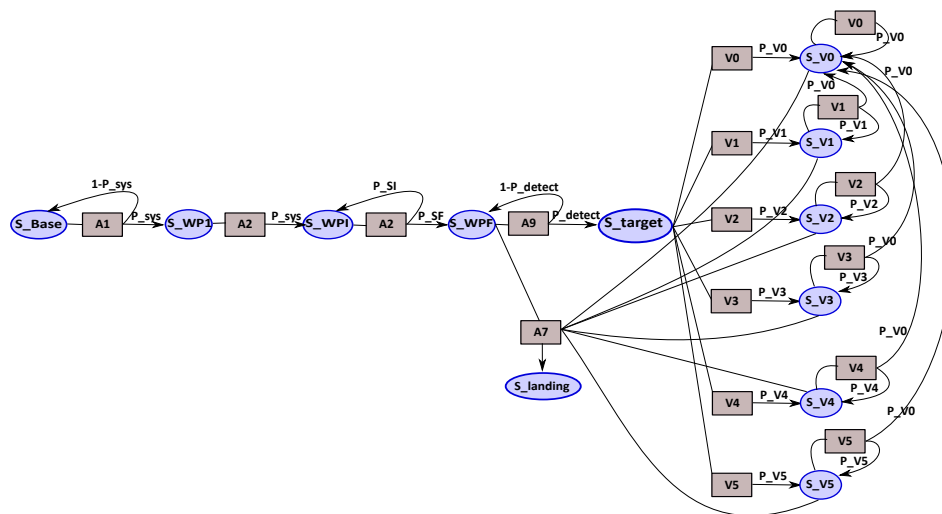 V0
P_V0
V0
P_V0
S_V0
P_V0
P_V0
V1
P_V1
V1
P_V1
S_V1
1-P_sys
P_SI
1-P_detect
V2
P_V2
V2
P_V2
S_V2
S_Base
A1
P_sys
S_WP1
A2
P_sys
S_WPI
A2
P_SF
S_WPF
A9
P_detect
S_target
V3
P_V0
V3
P_V3
P_V3
S_V3
A7
P_V0
S_landing
V4
V4
P_V4
P_V4
S_V4
P_V0
V5
V5
P_V5
P_V5
S_V5